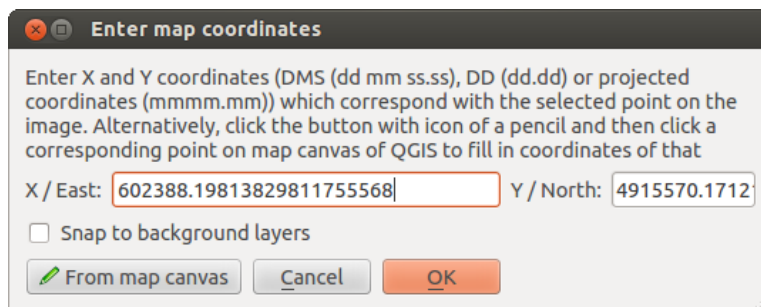 Enter map coordinates
Enter X and Y coordinates (DMS (dd mm ss.ss), DD (dd.dd) or projected
coordinates (mmmm.mm)) which correspond with the selected point on the
image. Alternatively, click the button with icon of a pencil and then click a
corresponding point on map canvas of QGIS to fill in coordinates of that
X / East: 602388.19813829811755568 Y / North: 4915570.1712
Snap to background layers
From map canvas Cancel OK